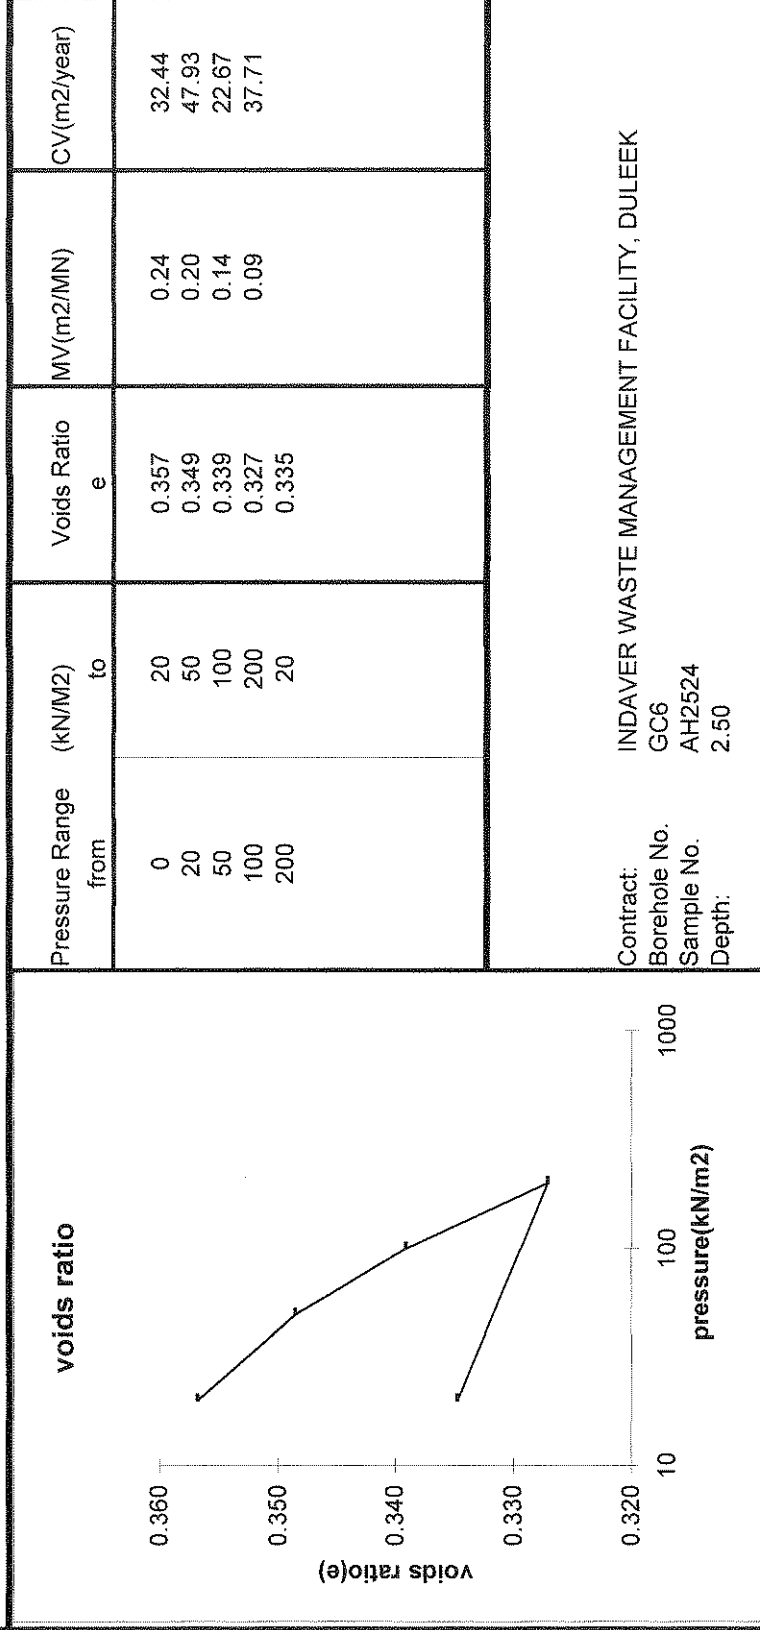 voids ratio
voids ratio(e)
0.360
0.350
0.340
0.330
0.320
10
100
1000
pressure(kN/m2)
Pressure Range (kN/M2) Voids Ratio MV(m2/MN) CV(m2/year)
from to e
0 20 0.357 0.24 32.44
20 50 0.349 0.20 47.93
50 100 0.339 0.14 22.67
100 200 0.327 0.09 37.71
200 20 0.335
Contract: INDAVER WASTE MANAGEMENT FACILITY, DULEEK
Borehole No. GC6
Sample No. AH2524
Depth: 2.50